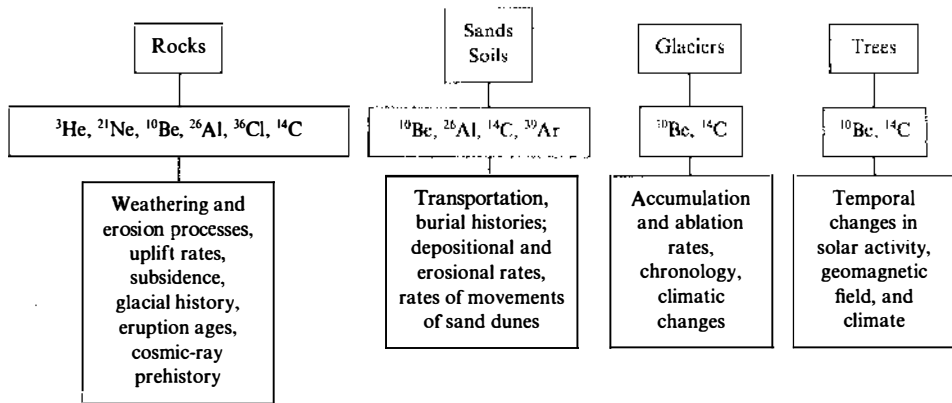 Rocks
Sands
Soils
Glaciers
Trees
³He, ²¹Ne, ¹⁰Be, ²⁶Al, ³⁶Cl, ¹⁴C
¹⁰Be, ²⁶Al, ¹⁴C, ³⁹Ar
¹⁰Be, ¹⁴C
¹⁰Be, ¹⁴C
Weathering and
erosion processes,
uplift rates,
subsidence,
glacial history,
eruption ages,
cosmic-ray
prehistory
Transportation,
burial histories;
depositional and
erosional rates,
rates of movements
of sand dunes
Accumulation
and ablation
rates,
chronology,
climatic
changes
Temporal
changes in
solar activity,
geomagnetic
field, and
climate